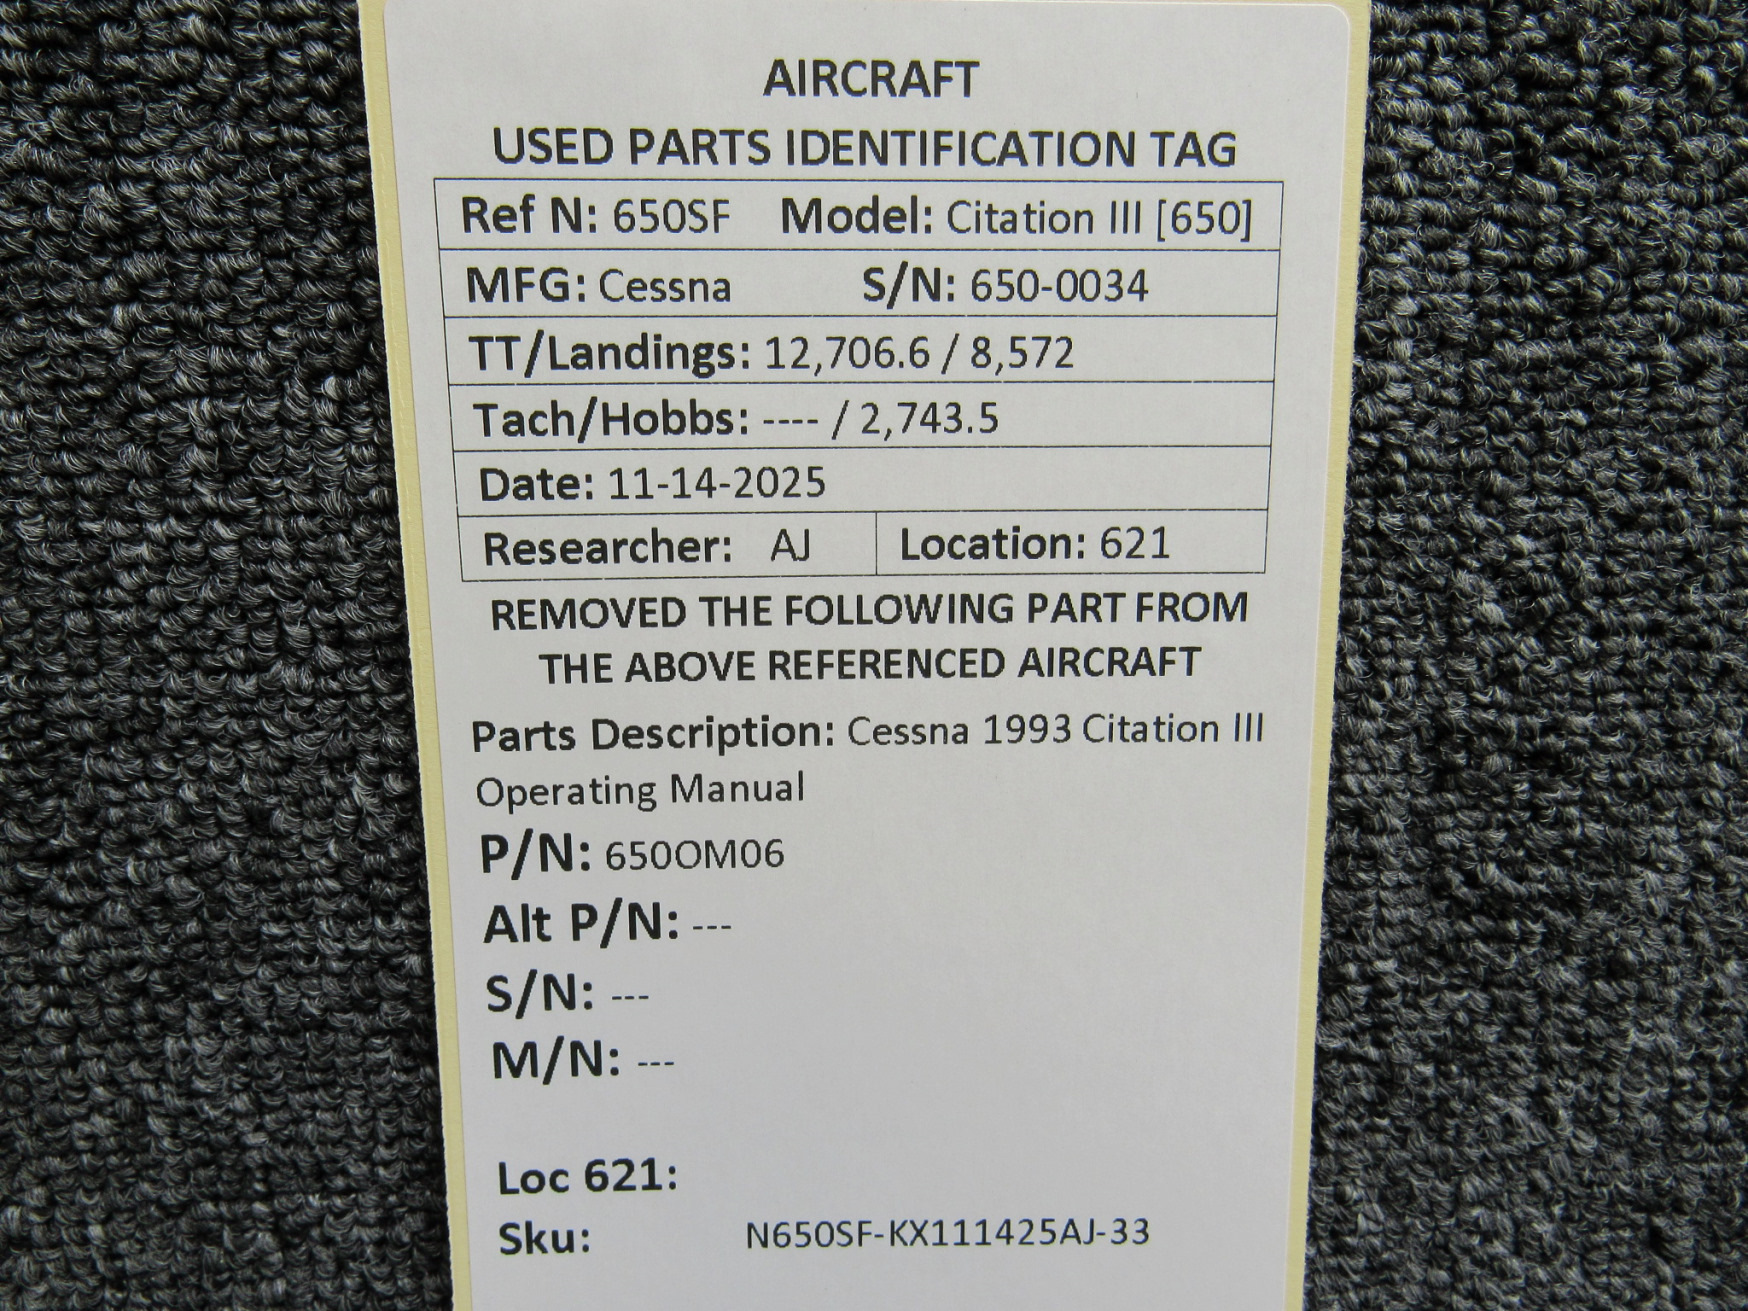 AIRCRAFT
USED PARTS IDENTIFICATION TAG
Ref N: 650SF Model: Citation III [650]
MFG: Cessna S/N: 650-0034
TT/Landings: 12,706.6 / 8,572
Tach/Hobbs: ---- / 2,743.5
Date: 11-14-2025
Researcher: AJ Location: 621
REMOVED THE FOLLOWING PART FROM
THE ABOVE REFERENCED AIRCRAFT
Parts Description: Cessna 1993 Citation III
Operating Manual
P/N: 650OM06
Alt P/N: ---
S/N: ---
M/N: ---
Loc 621:
Sku: N650SF-KX111425AJ-33